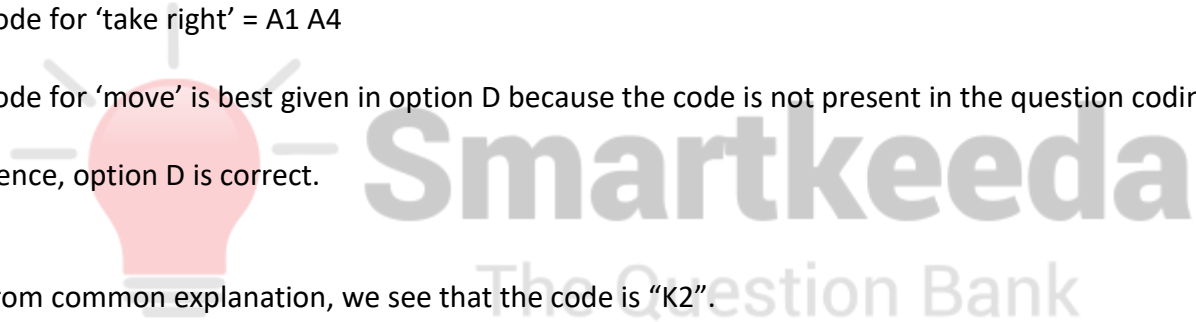 ode for ‘take right’ = A1 A4
ode for ‘move’ is best given in option D because the code is not present in the question codin
ence, option D is correct.
Smartkeeda
The Question Bank
rom common explanation, we see that the code is “K2”.